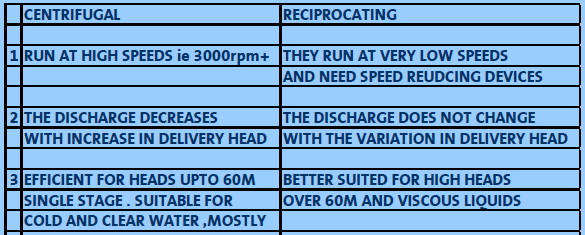 CENTRIFUGAL RECIPROCATING
1 RUN AT HIGH SPEEDS ie 3000rpm+ THEY RUN AT VERY LOW SPEEDS
AND NEED SPEED REUDCING DEVICES
2 THE DISCHARGE DECREASES THE DISCHARGE DOES NOT CHANGE
WITH INCREASE IN DELIVERY HEAD WITH THE VARIATION IN DELIVERY HEAD
3 EFFICIENT FOR HEADS UPTO 60M BETTER SUITED FOR HIGH HEADS
SINGLE STAGE . SUITABLE FOR OVER 60M AND VISCOUS LIQUIDS
COLD AND CLEAR WATER ,MOSTLY